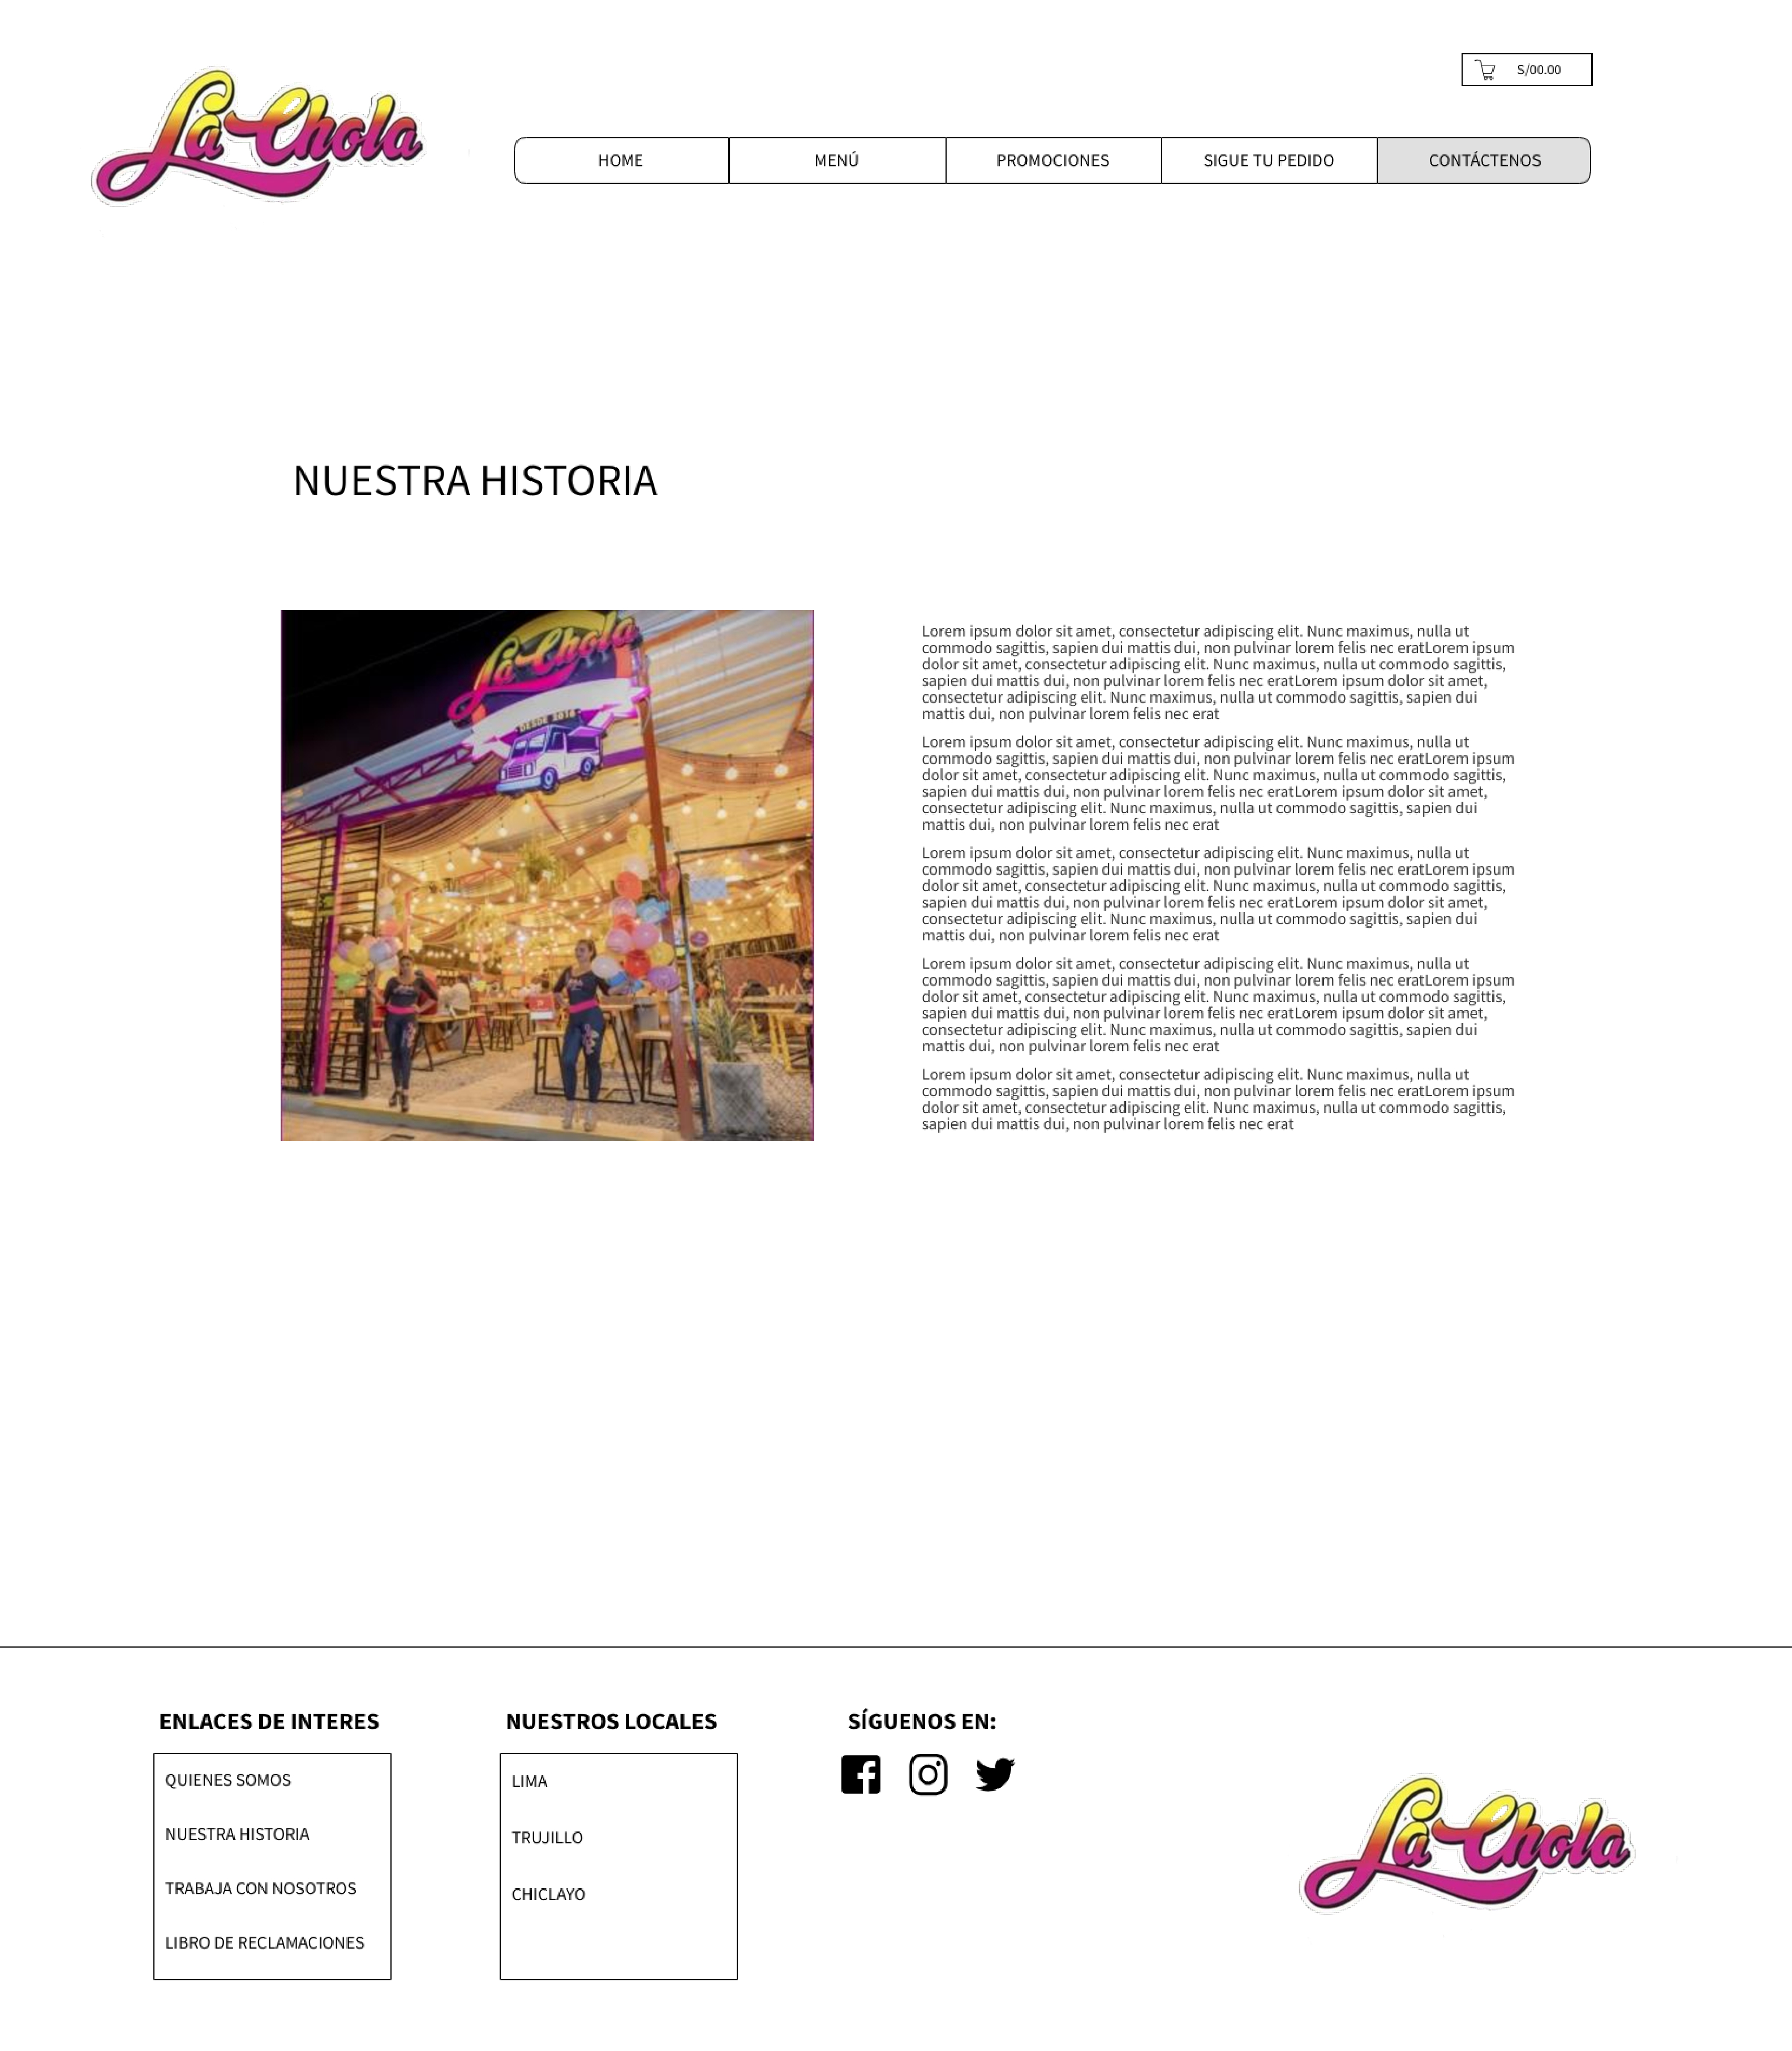 La Chola
S/00.00
HOME
MENÚ
PROMOCIONES
SIGUE TU PEDIDO
CONTÁCTENOS
NUESTRA HISTORIA
La Chola
DESDE 2016
Lorem ipsum dolor sit amet, consectetur adipiscing elit. Nunc maximus, nulla ut
commodo sagittis, sapien dui mattis dui, non pulvinar lorem felis nec eratLorem ipsum
dolor sit amet, consectetur adipiscing elit. Nunc maximus, nulla ut commodo sagittis,
sapien dui mattis dui, non pulvinar lorem felis nec eratLorem ipsum dolor sit amet,
consectetur adipiscing elit. Nunc maximus, nulla ut commodo sagittis, sapien dui
mattis dui, non pulvinar lorem felis nec erat
Lorem ipsum dolor sit amet, consectetur adipiscing elit. Nunc maximus, nulla ut
commodo sagittis, sapien dui mattis dui, non pulvinar lorem felis nec eratLorem ipsum
dolor sit amet, consectetur adipiscing elit. Nunc maximus, nulla ut commodo sagittis,
sapien dui mattis dui, non pulvinar lorem felis nec eratLorem ipsum dolor sit amet,
consectetur adipiscing elit. Nunc maximus, nulla ut commodo sagittis, sapien dui
mattis dui, non pulvinar lorem felis nec erat
Lorem ipsum dolor sit amet, consectetur adipiscing elit. Nunc maximus, nulla ut
commodo sagittis, sapien dui mattis dui, non pulvinar lorem felis nec eratLorem ipsum
dolor sit amet, consectetur adipiscing elit. Nunc maximus, nulla ut commodo sagittis,
sapien dui mattis dui, non pulvinar lorem felis nec eratLorem ipsum dolor sit amet,
consectetur adipiscing elit. Nunc maximus, nulla ut commodo sagittis, sapien dui
mattis dui, non pulvinar lorem felis nec erat
Lorem ipsum dolor sit amet, consectetur adipiscing elit. Nunc maximus, nulla ut
commodo sagittis, sapien dui mattis dui, non pulvinar lorem felis nec eratLorem ipsum
dolor sit amet, consectetur adipiscing elit. Nunc maximus, nulla ut commodo sagittis,
sapien dui mattis dui, non pulvinar lorem felis nec eratLorem ipsum dolor sit amet,
consectetur adipiscing elit. Nunc maximus, nulla ut commodo sagittis, sapien dui
mattis dui, non pulvinar lorem felis nec erat
Lorem ipsum dolor sit amet, consectetur adipiscing elit. Nunc maximus, nulla ut
commodo sagittis, sapien dui mattis dui, non pulvinar lorem felis nec eratLorem ipsum
dolor sit amet, consectetur adipiscing elit. Nunc maximus, nulla ut commodo sagittis,
sapien dui mattis dui, non pulvinar lorem felis nec erat
ENLACES DE INTERES
QUIENES SOMOS
NUESTRA HISTORIA
TRABAJA CON NOSOTROS
LIBRO DE RECLAMACIONES
NUESTROS LOCALES
LIMA
TRUJILLO
CHICLAYO
SÍGUENOS EN:
La Chola